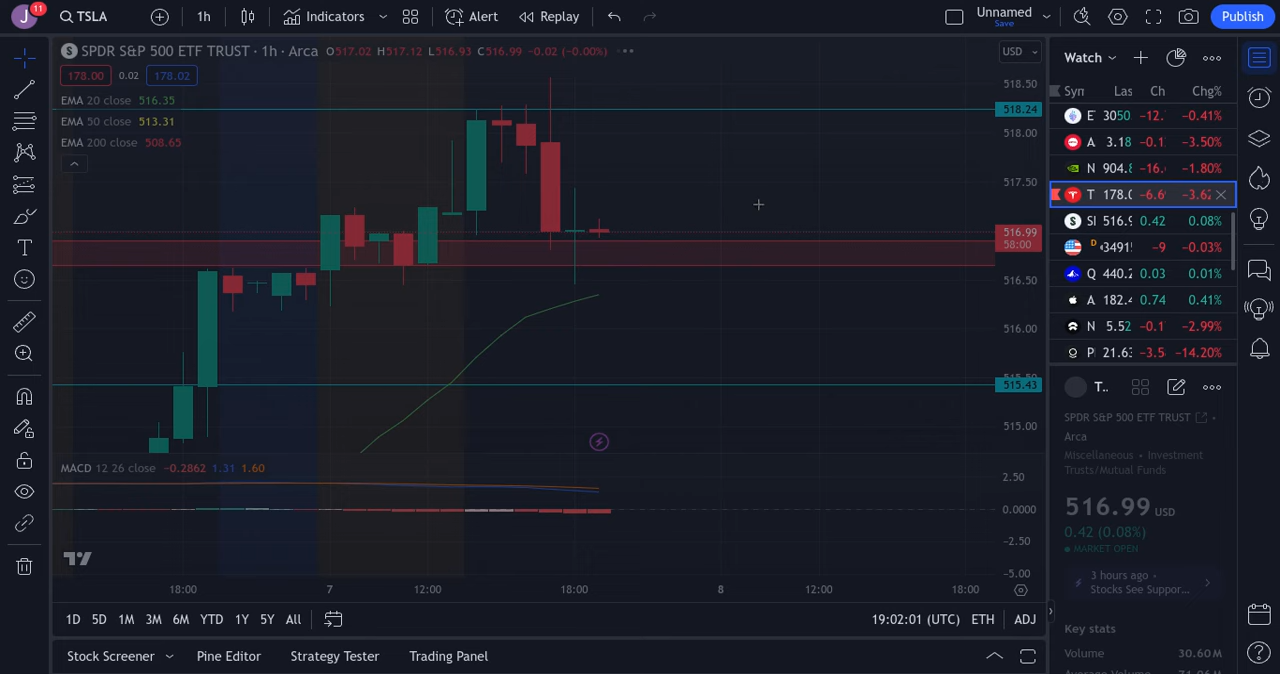 J 11 TSLA 1h Indicators Alert Replay Unnamed Save Publish
SPDR S&P 500 ETF TRUST · 1h · Arca O517.02 H517.12 L516.93 C516.99 −0.02 (−0.00%) USD
178.00 0.02 178.02
EMA 20 close 516.35
EMA 50 close 513.31
EMA 200 close 508.65
518.50
518.24
518.00
517.50
516.99
58:00
516.50
516.00
515.43
515.00
MACD 12 26 close −0.2862 1.31 1.60
2.50
0.0000
−2.50
−5.00
18:00 7 12:00 18:00 8 12:00 18:00
1D 5D 1M 3M 6M YTD 1Y 5Y All 19:02:01 (UTC) ETH ADJ
Stock Screener Pine Editor Strategy Tester Trading Panel
Watch
Syn Las Ch Chg%
3050 −12. −0.41%
A 3.18 −0.1 −3.50%
N 904.8 −16. −1.80%
T 178.0 −6.6 −3.62
516.9 0.42 0.08%
D 3491 −9 −0.03%
Q 440.2 0.03 0.01%
A 182.4 0.74 0.41%
N 5.52 −0.1 −2.99%
P 21.63 −3.5 −14.20%
T..
SPDR S&P 500 ETF TRUST
Arca
Miscellaneous • Investment
Trusts/Mutual Funds
516.99 USD
0.42 (0.08%)
MARKET OPEN
3 hours ago •
Stocks See Suppor...
Key stats
Volume 30.60M